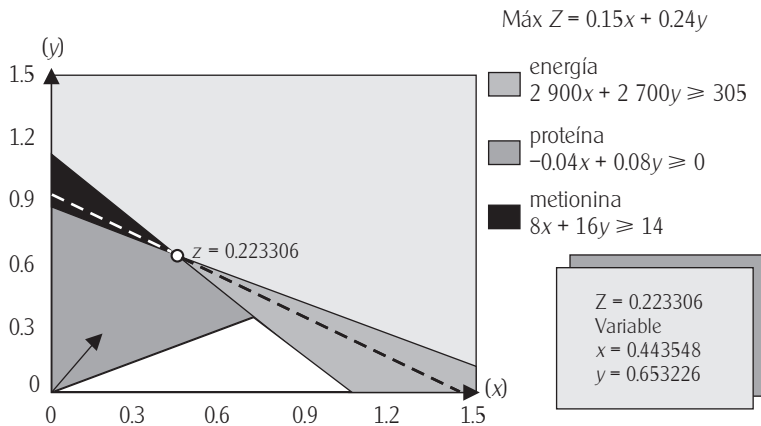 Máx Z = 0.15x + 0.24y
(y)
1.5
1.2
0.9
0.6
0.3
0
z = 0.223306
(x)
0 0.3 0.6 0.9 1.2 1.5
energía
2 900x + 2 700y ⩾ 305
proteína
−0.04x + 0.08y ⩾ 0
metionina
8x + 16y ⩾ 14
Z = 0.223306
Variable
x = 0.443548
y = 0.653226